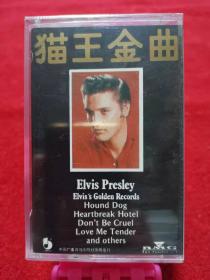 猫王金曲
Elvis Presley
Elvis's Golden Records
Hound Dog
Heartbreak Hotel
Don't Be Cruel
Love Me Tender
and others
BMG